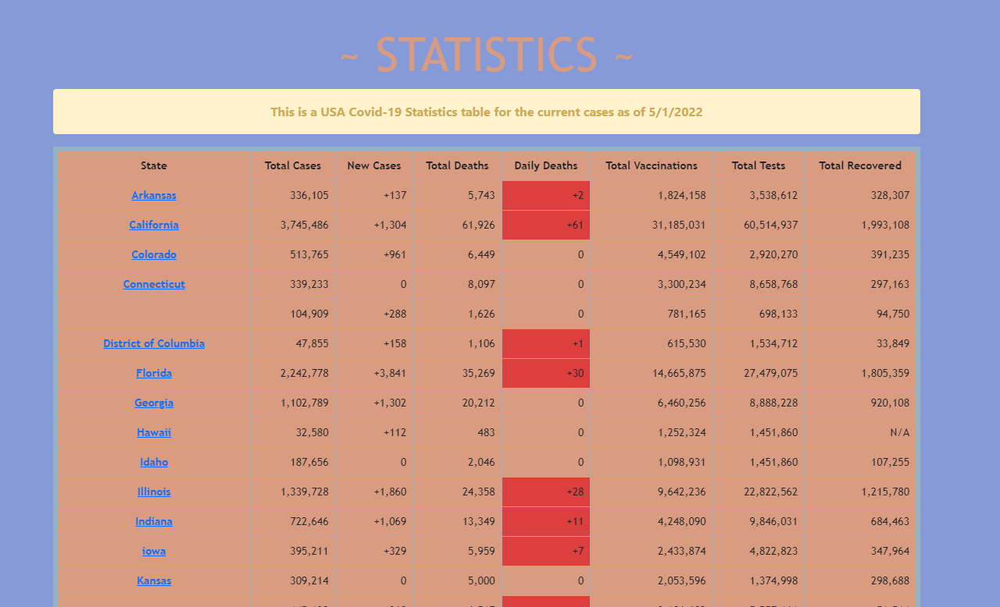 ~ STATISTICS ~
This is a USA Covid-19 Statistics table for the current cases as of 5/1/2022
State Total Cases New Cases Total Deaths Daily Deaths Total Vaccinations Total Tests Total Recovered
Arkansas 336,105 +137 5,743 +2 1,824,158 3,538,612 328,307
California 3,745,486 +1,304 61,926 +61 31,185,031 60,514,937 1,993,108
Colorado 513,765 +961 6,449 0 4,549,102 2,920,270 391,235
Connecticut 339,233 0 8,097 0 3,300,234 8,658,768 297,163
104,909 +288 1,626 0 781,165 698,133 94,750
District of Columbia 47,855 +158 1,106 +1 615,530 1,534,712 33,849
Florida 2,242,778 +3,841 35,269 +30 14,665,875 27,479,075 1,805,359
Georgia 1,102,789 +1,302 20,212 0 6,460,256 8,888,228 920,108
Hawaii 32,580 +112 483 0 1,252,324 1,451,860 N/A
Idaho 187,656 0 2,046 0 1,098,931 1,451,860 107,255
Illinois 1,339,728 +1,860 24,358 +28 9,642,236 22,822,562 1,215,780
Indiana 722,646 +1,069 13,349 +11 4,248,090 9,846,031 684,463
iowa 395,211 +329 5,959 +7 2,433,874 4,822,823 347,964
Kansas 309,214 0 5,000 0 2,053,596 1,374,998 298,688